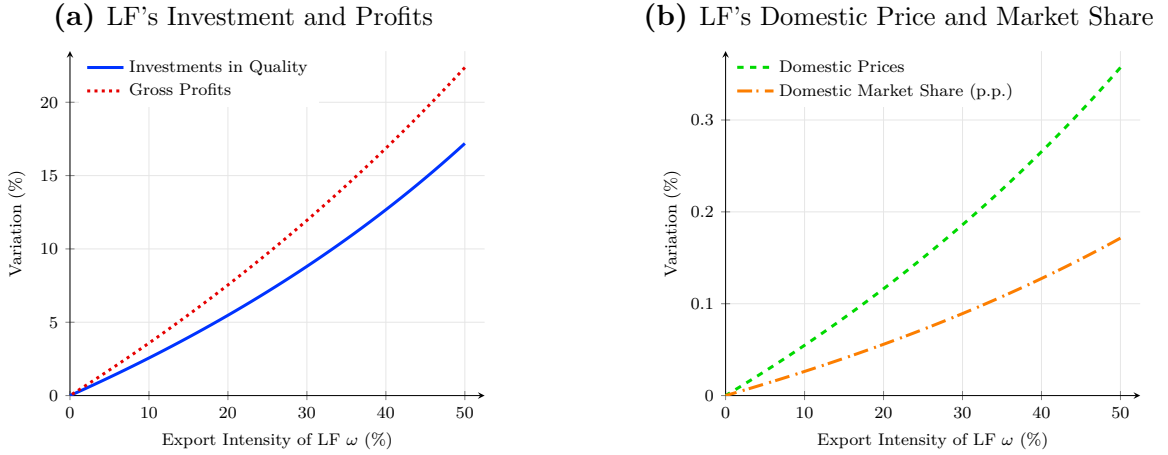 (a) LF's Investment and Profits
Investments in Quality
Gross Profits
Variation (%)
20
15
10
5
0
0 10 20 30 40 50
Export Intensity of LF ω (%)
(b) LF's Domestic Price and Market Share
Domestic Prices
Domestic Market Share (p.p.)
Variation (%)
0.3
0.2
0.1
0
0 10 20 30 40 50
Export Intensity of LF ω (%)